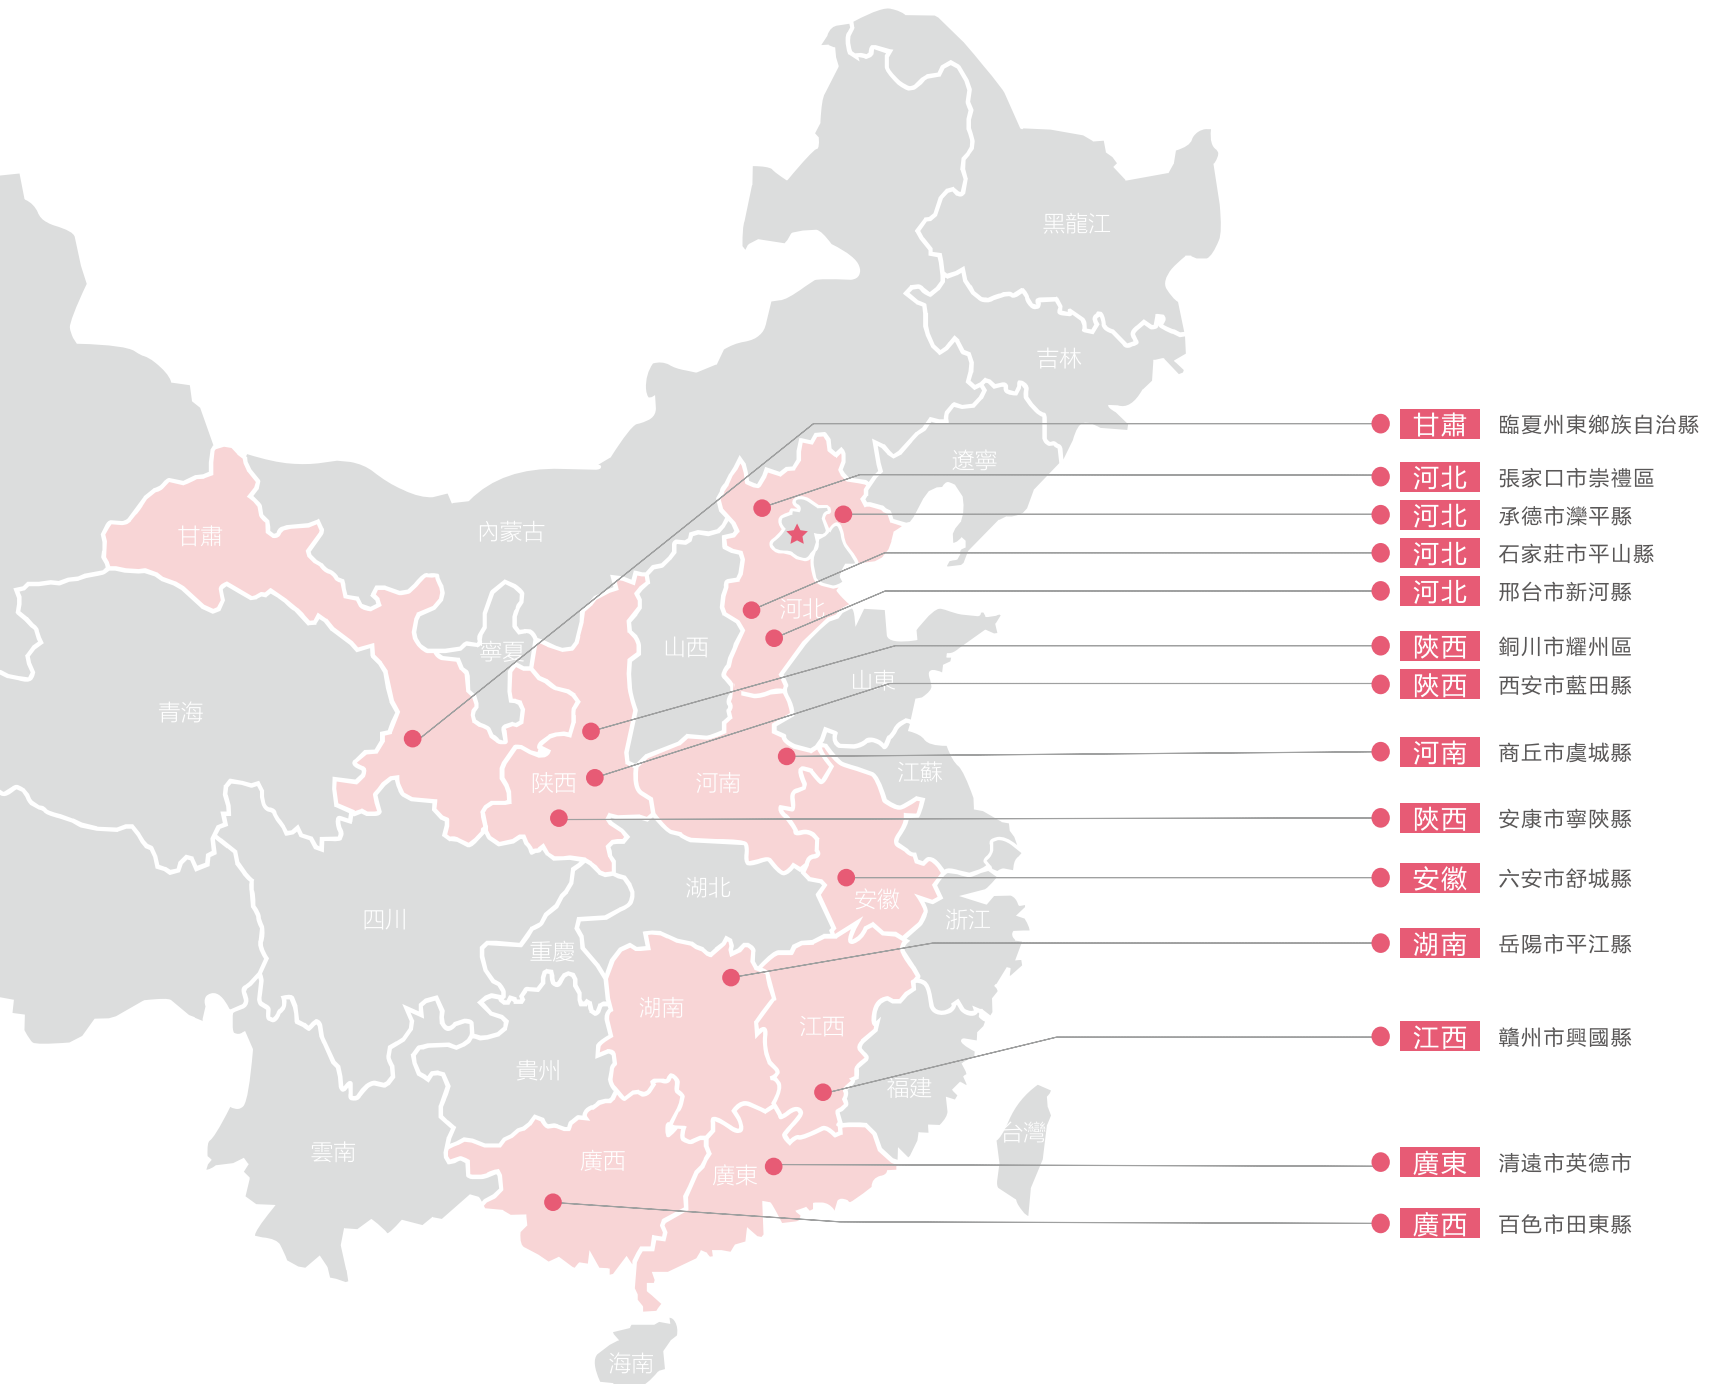 黑龍江
吉林
遼寧
甘肅
內蒙古
寧夏
河北
山西
山東
青海
陝西
河南
江蘇
湖北
安徽
四川
浙江
重慶
湖南
江西
貴州
福建
雲南
廣西
廣東
台灣
海南
甘肅 臨夏州東鄉族自治縣
河北 張家口市崇禮區
河北 承德市灤平縣
河北 石家莊市平山縣
河北 邢台市新河縣
陝西 銅川市耀州區
陝西 西安市藍田縣
河南 商丘市虞城縣
陝西 安康市寧陝縣
安徽 六安市舒城縣
湖南 岳陽市平江縣
江西 贛州市興國縣
廣東 清遠市英德市
廣西 百色市田東縣